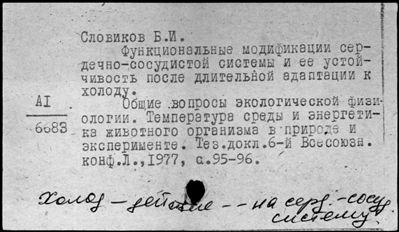 Словиков Б.И.
Функциональные модификации сер-
дечно-сосудистой системы и ее устой-
чивость после длительной адаптации к
холоду.
АI
6683
Общие вопросы экологической физи-
ологии. Температура среды и энергети-
ка животного организма в природе и
эксперименте. Тез.докл.6-й Всесоюзн.
конф.Л.,1977, с.95-96.
Холод - действие - - на серд.-сосуд
систему.